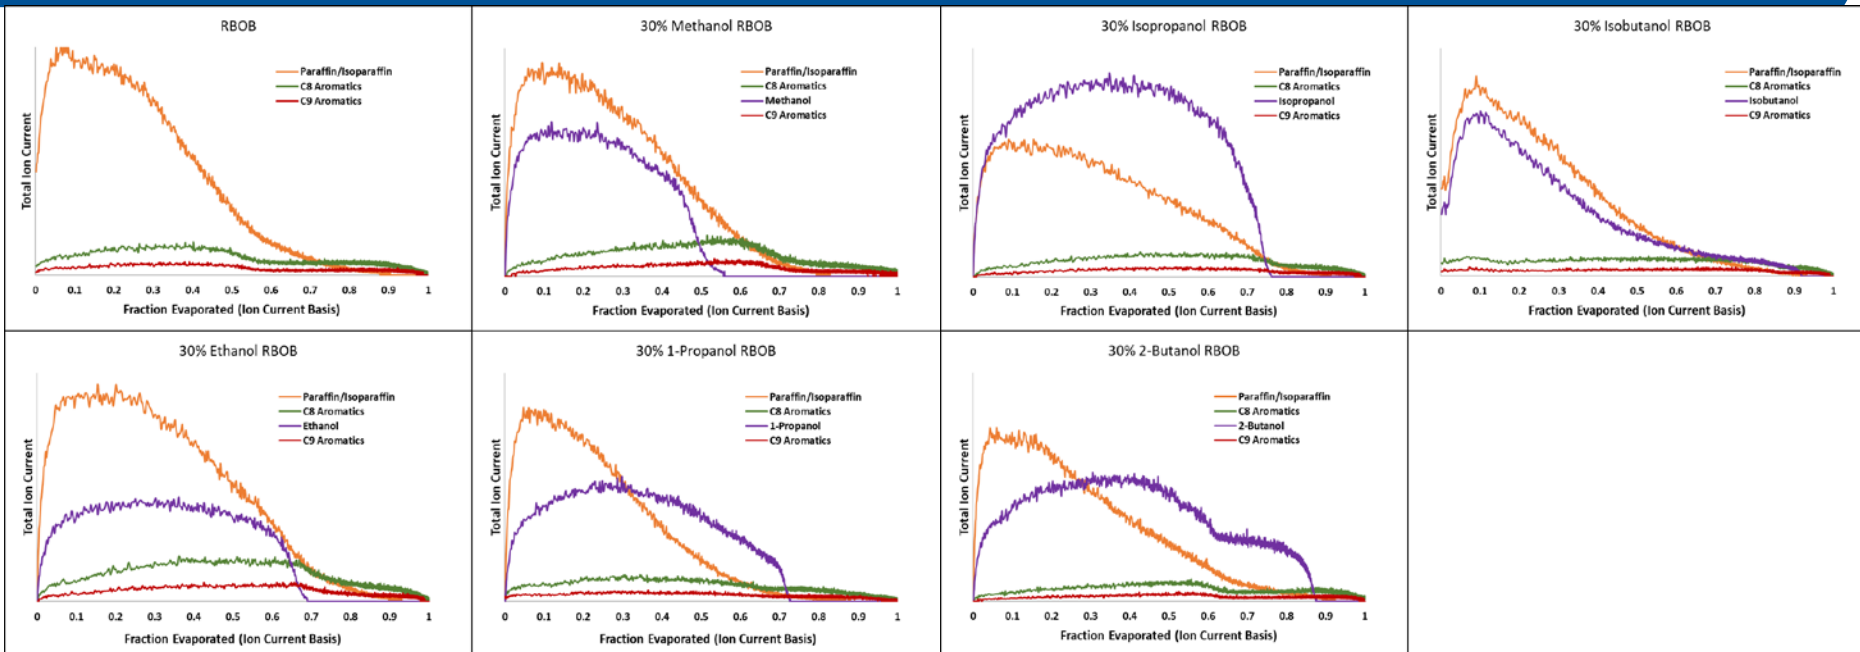 RBOB
Paraffin/Isoparaffin
C8 Aromatics
C9 Aromatics
Total Ion Current
0 0.1 0.2 0.3 0.4 0.5 0.6 0.7 0.8 0.9 1
Fraction Evaporated (Ion Current Basis)
30% Methanol RBOB
Paraffin/Isoparaffin
C8 Aromatics
Methanol
C9 Aromatics
Total Ion Current
0 0.1 0.2 0.3 0.4 0.5 0.6 0.7 0.8 0.9 1
Fraction Evaporated (Ion Current Basis)
30% Isopropanol RBOB
Paraffin/Isoparaffin
C8 Aromatics
Isopropanol
C9 Aromatics
Total Ion Current
0 0.1 0.2 0.3 0.4 0.5 0.6 0.7 0.8 0.9 1
Fraction Evaporated (Ion Current Basis)
30% Isobutanol RBOB
Paraffin/Isoparaffin
C8 Aromatics
Isobutanol
C9 Aromatics
Total Ion Current
0 0.1 0.2 0.3 0.4 0.5 0.6 0.7 0.8 0.9 1
Fraction Evaporated (Ion Current Basis)
30% Ethanol RBOB
Paraffin/Isoparaffin
C8 Aromatics
Ethanol
C9 Aromatics
Total Ion Current
0 0.1 0.2 0.3 0.4 0.5 0.6 0.7 0.8 0.9 1
Fraction Evaporated (Ion Current Basis)
30% 1-Propanol RBOB
Paraffin/Isoparaffin
C8 Aromatics
1-Propanol
C9 Aromatics
Total Ion Current
0 0.1 0.2 0.3 0.4 0.5 0.6 0.7 0.8 0.9 1
Fraction Evaporated (Ion Current Basis)
30% 2-Butanol RBOB
Paraffin/Isoparaffin
C8 Aromatics
2-Butanol
C9 Aromatics
Total Ion Current
0 0.1 0.2 0.3 0.4 0.5 0.6 0.7 0.8 0.9 1
Fraction Evaporated (Ion Current Basis)